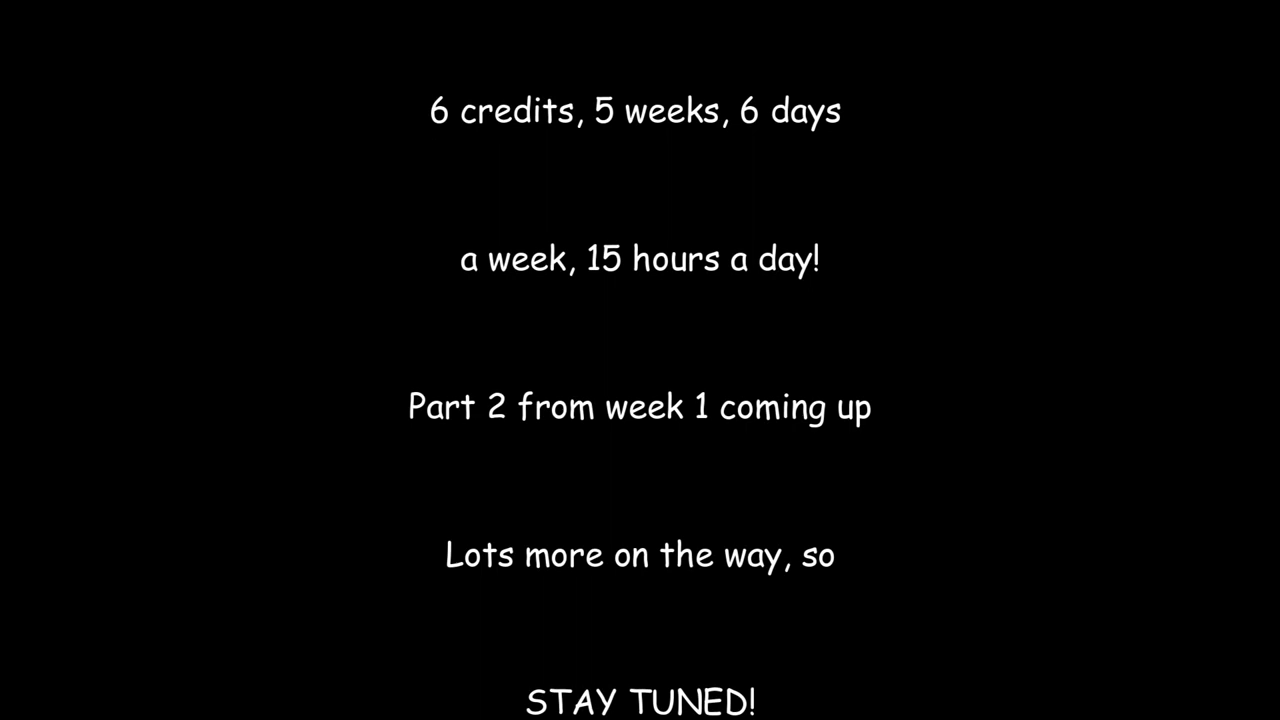 6 credits, 5 weeks, 6 days
a week, 15 hours a day!
Part 2 from week 1 coming up
Lots more on the way, so
STAY TUNED!